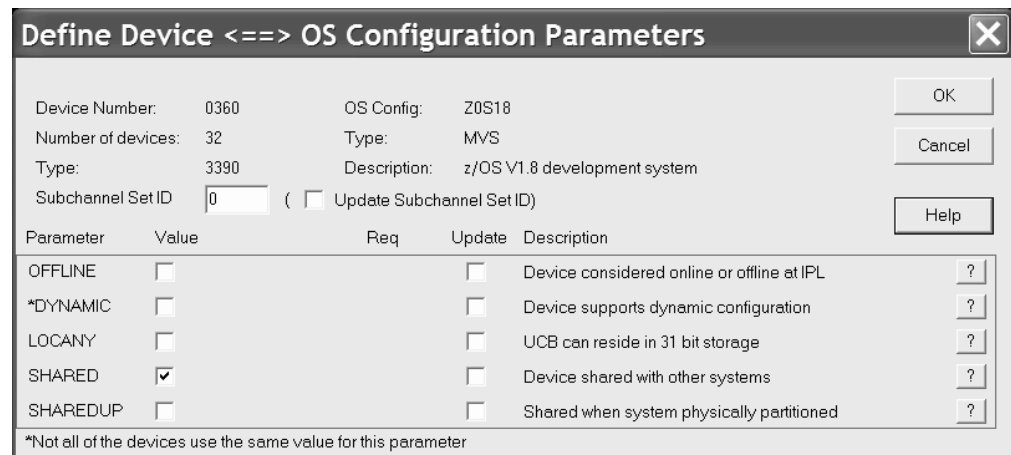 Define Device <==> OS Configuration Parameters
Device Number: 0360 OS Config: Z0S18 OK
Number of devices: 32 Type: MVS Cancel
Type: 3390 Description: z/OS V1.8 development system
Subchannel Set ID 0 ( Update Subchannel Set ID) Help
Parameter Value Req Update Description
OFFLINE Device considered online or offline at IPL ?
*DYNAMIC Device supports dynamic configuration ?
LOCANY UCB can reside in 31 bit storage ?
SHARED Device shared with other systems ?
SHAREDUP Shared when system physically partitioned ?
*Not all of the devices use the same value for this parameter